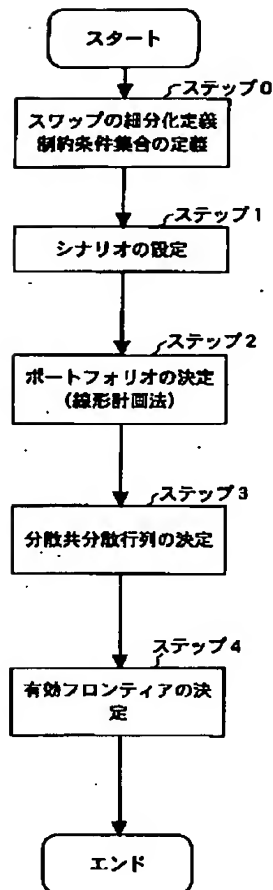 スタート
ステップ0
スワップの細分化定義
制約条件集合の定義
ステップ1
シナリオの設定
ステップ2
ポートフォリオの決定
(線形計画法)
ステップ3
分散共分散行列の決定
ステップ4
有効フロンティアの決
定
エンド